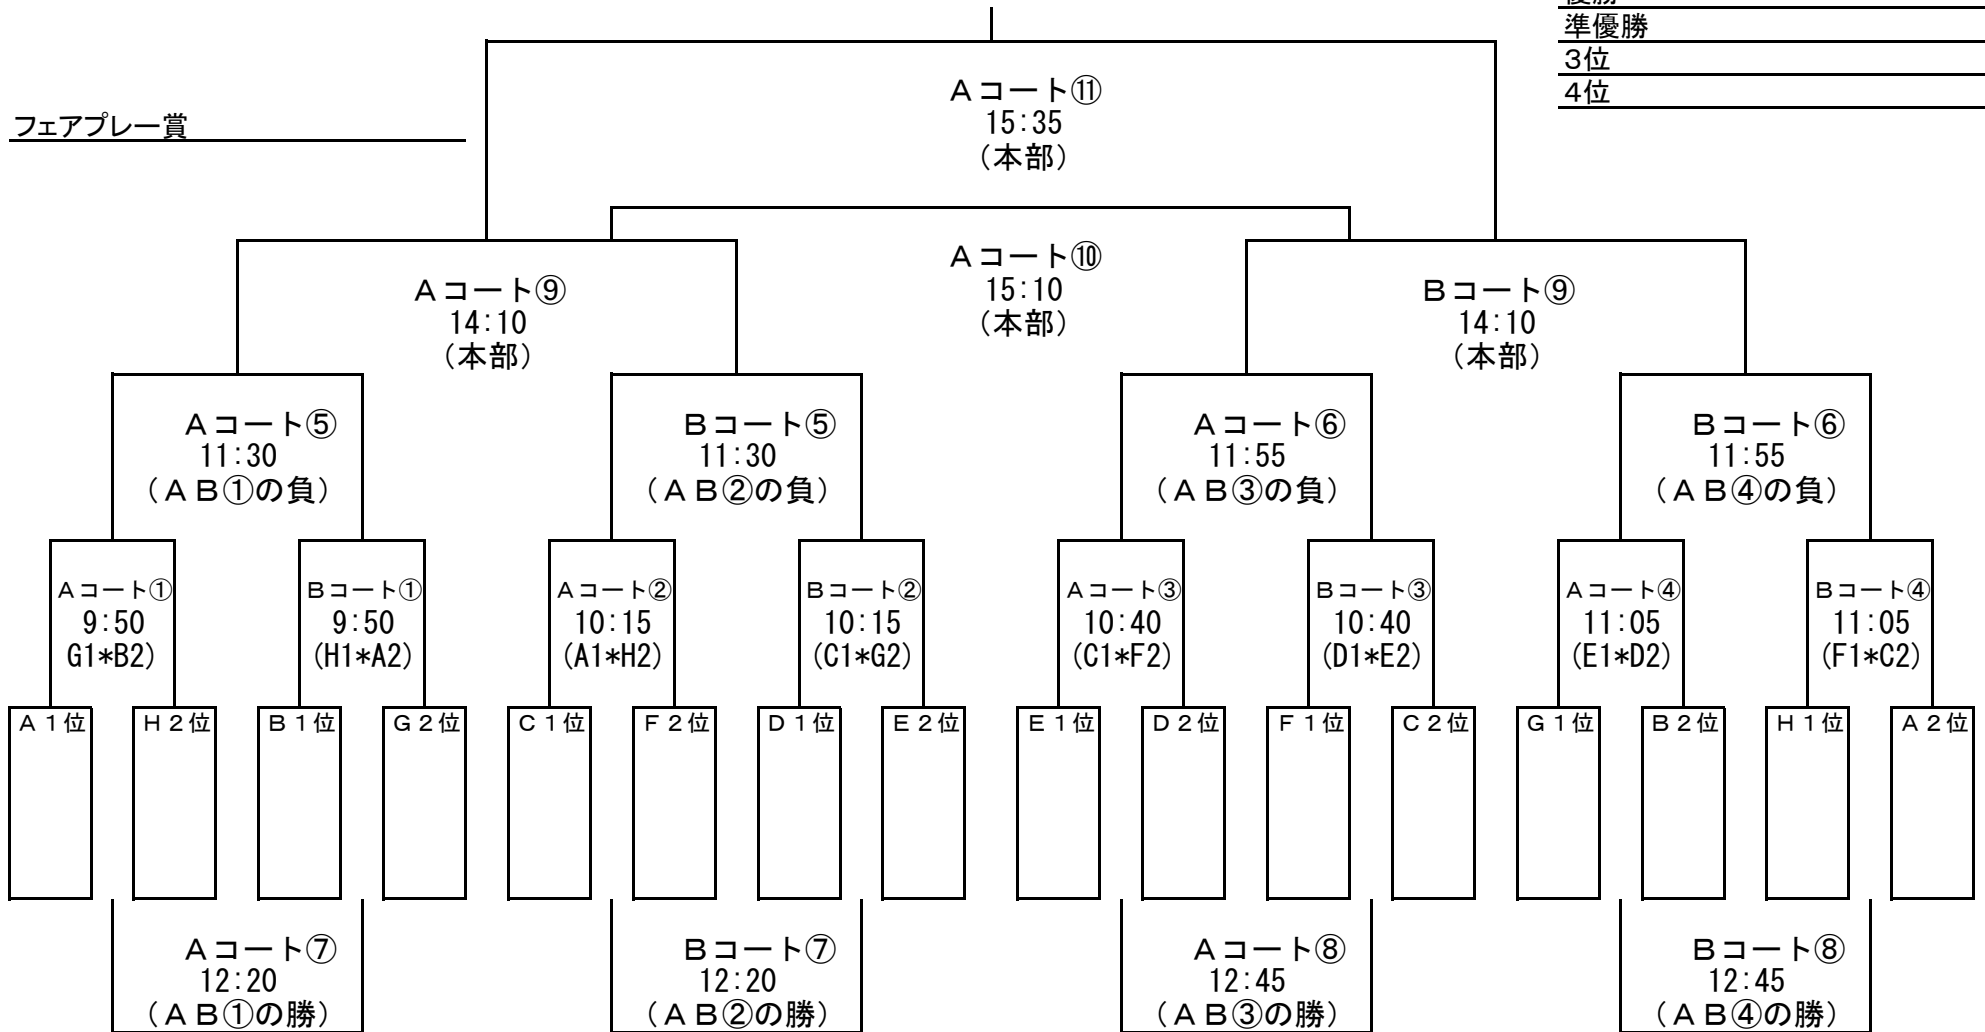 優勝
準優勝
３位
４位
フェアプレー賞
Ａコート⑪
15:35
（本部）
Ａコート⑩
15:10
（本部）
Ａコート⑨
14:10
（本部）
Ｂコート⑨
14:10
（本部）
Ａコート⑤
11:30
（ＡＢ①の負）
Ｂコート⑤
11:30
（ＡＢ②の負）
Ａコート⑥
11:55
（ＡＢ③の負）
Ｂコート⑥
11:55
（ＡＢ④の負）
Ａコート①
9:50
G1*B2)
Ｂコート①
9:50
(H1*A2)
Ａコート②
10:15
(A1*H2)
Ｂコート②
10:15
(C1*G2)
Ａコート③
10:40
(C1*F2)
Ｂコート③
10:40
(D1*E2)
Ａコート④
11:05
(E1*D2)
Ｂコート④
11:05
(F1*C2)
Ａ１位
Ｈ２位
Ｂ１位
Ｇ２位
Ｃ１位
Ｆ２位
Ｄ１位
Ｅ２位
Ｅ１位
Ｄ２位
Ｆ１位
Ｃ２位
Ｇ１位
Ｂ２位
Ｈ１位
Ａ２位
Ａコート⑦
12:20
（ＡＢ①の勝）
Ｂコート⑦
12:20
（ＡＢ②の勝）
Ａコート⑧
12:45
（ＡＢ③の勝）
Ｂコート⑧
12:45
（ＡＢ④の勝）